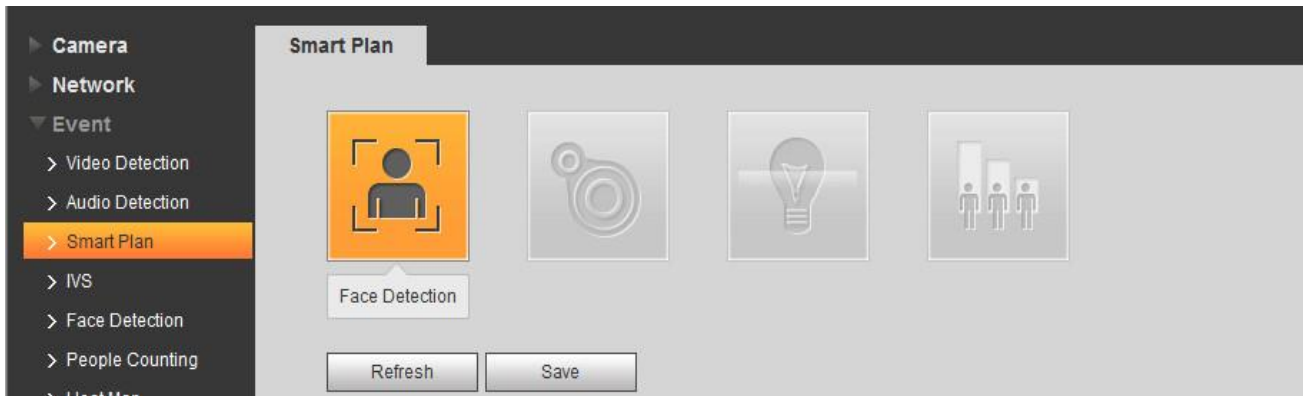 Camera
Network
Event
Video Detection
Audio Detection
Smart Plan
IVS
Face Detection
People Counting
Smart Plan
Face Detection
Refresh
Save